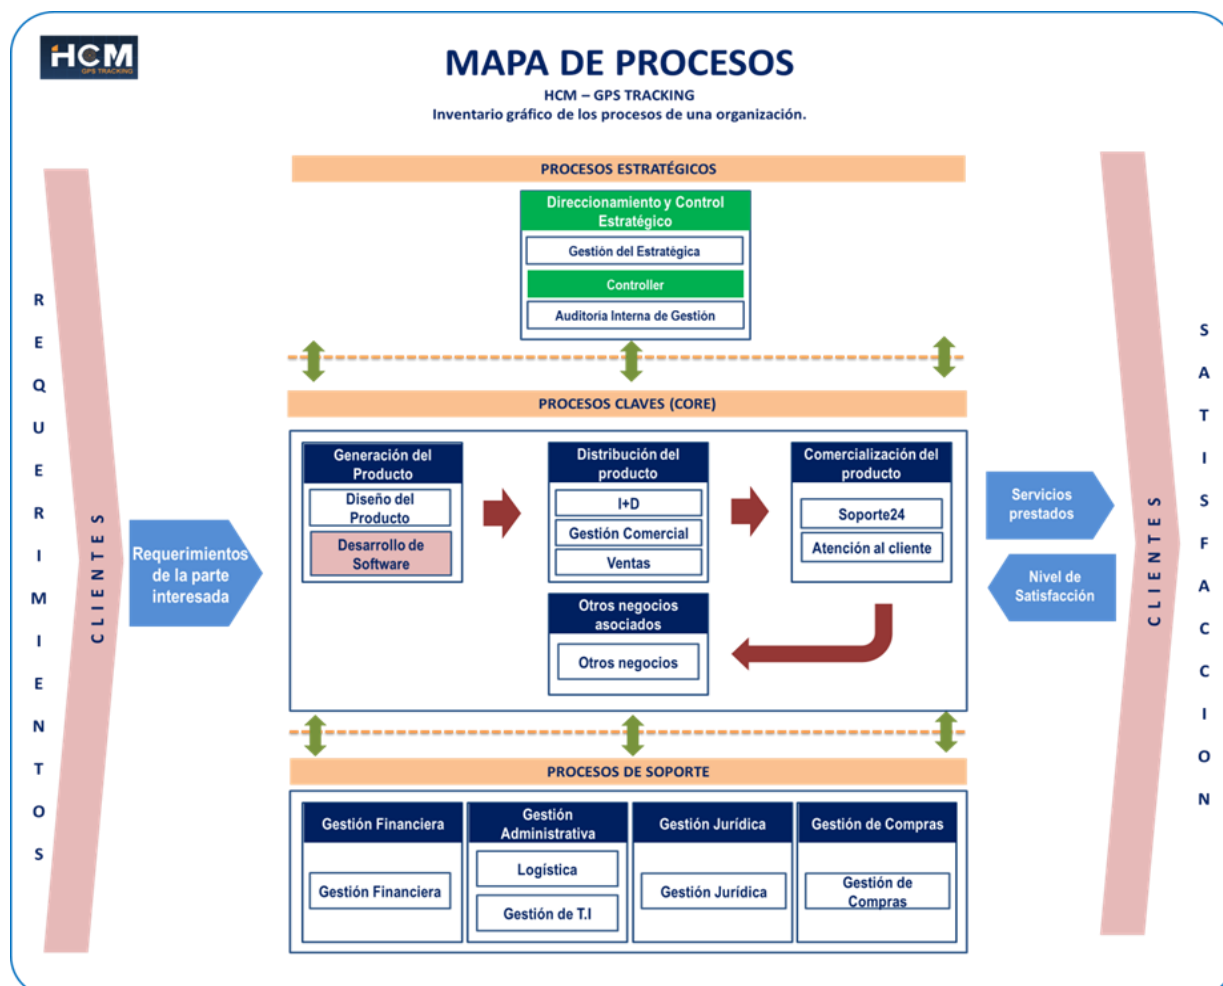 HCM
GPS TRACKING
MAPA DE PROCESOS
HCM – GPS TRACKING
Inventario gráfico de los procesos de una organización.
REQUERIMIENTOS
CLIENTES
Requerimientos
de la parte
interesada
PROCESOS ESTRATÉGICOS
Direccionamiento y Control
Estratégico
Gestión del Estratégica
Controller
Auditoría Interna de Gestión
PROCESOS CLAVES (CORE)
Generación del
Producto
Diseño del
Producto
Desarrollo de
Software
Distribución del
producto
I+D
Gestión Comercial
Ventas
Comercialización del
producto
Soporte24
Atención al cliente
Otros negocios
asociados
Otros negocios
PROCESOS DE SOPORTE
Gestión Financiera
Gestión Financiera
Gestión
Administrativa
Logística
Gestión de T.I
Gestión Jurídica
Gestión Jurídica
Gestión de Compras
Gestión de
Compras
Servicios
prestados
Nivel de
Satisfacción
CLIENTES
SATISFACCION